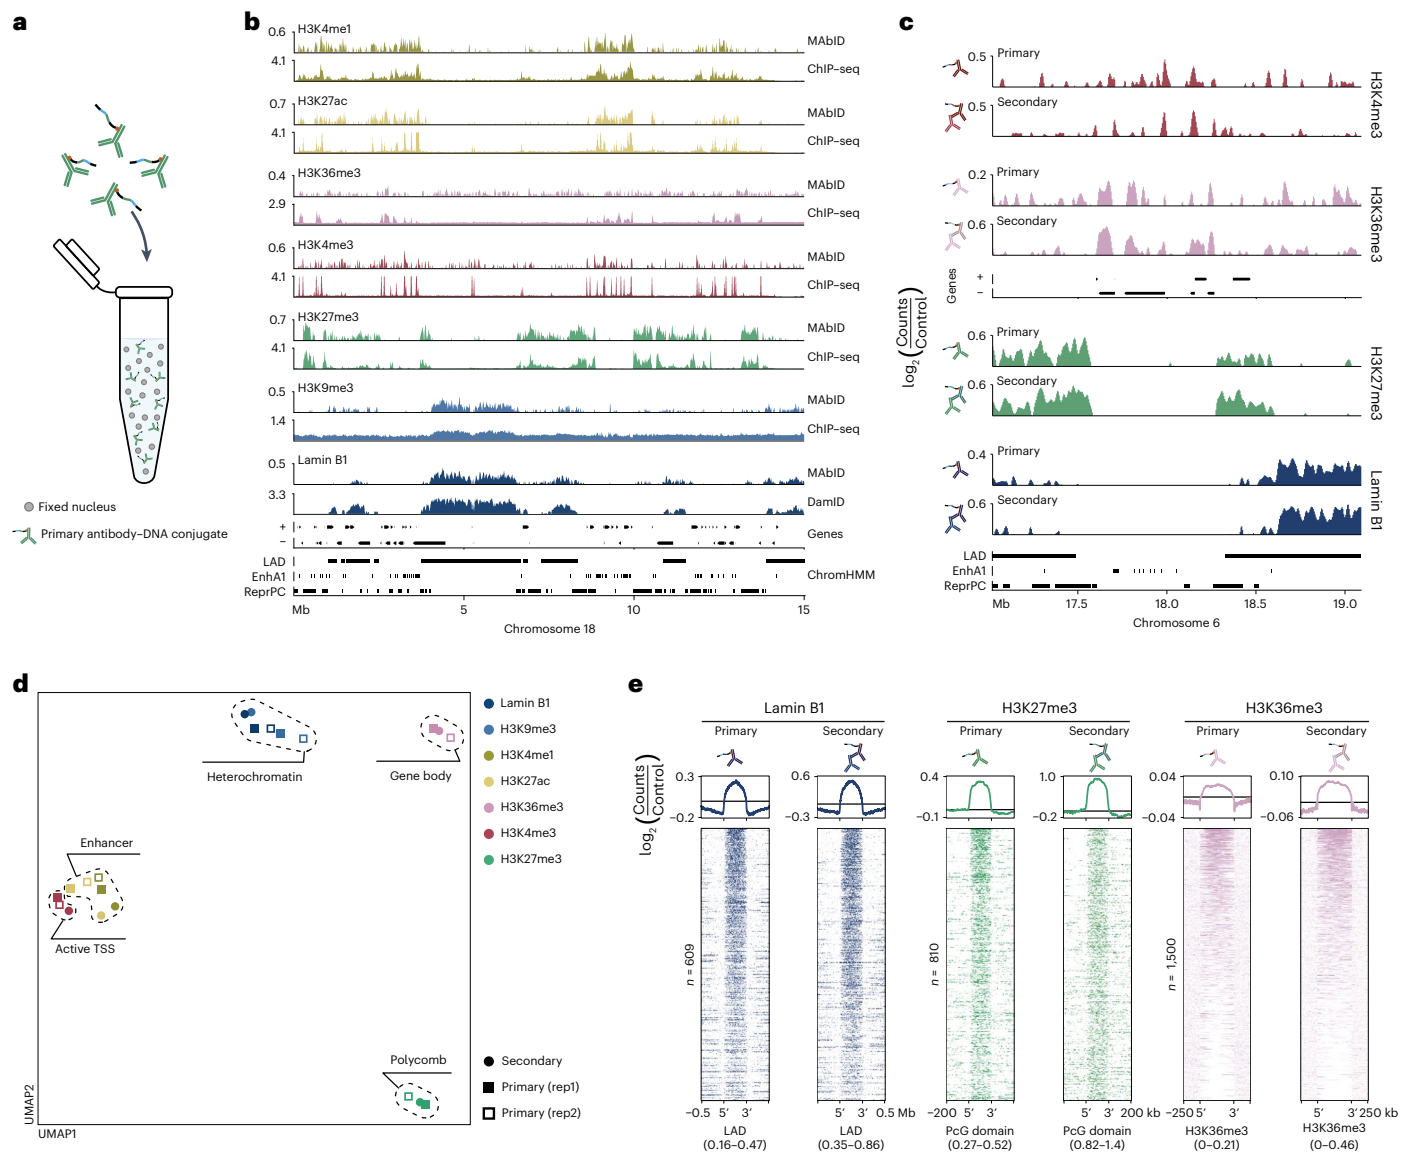 a
Fixed nucleus
Primary antibody–DNA conjugate
b
H3K4me1
0.6
MAbID
4.1
ChIP–seq
H3K27ac
0.7
MAbID
4.1
ChIP–seq
H3K36me3
0.4
MAbID
2.9
ChIP–seq
H3K4me3
0.6
MAbID
4.1
ChIP–seq
H3K27me3
0.7
MAbID
4.1
ChIP–seq
H3K9me3
0.5
MAbID
1.4
ChIP–seq
Lamin B1
0.5
MAbID
3.3
DamID
+
–
Genes
LAD
EnhA1
ReprPC
ChromHMM
Mb 5 10 15
Chromosome 18
c
log2(Counts/Control)
0.5 Primary
0.5 Secondary
H3K4me3
0.2 Primary
0.6 Secondary
H3K36me3
Genes
+
–
0.6 Primary
0.6 Secondary
H3K27me3
0.4 Primary
0.6 Secondary
Lamin B1
LAD
EnhA1
ReprPC
Mb 17.5 18.0 18.5 19.0
Chromosome 6
d
Heterochromatin
Gene body
Enhancer
Active TSS
Polycomb
UMAP2
UMAP1
Lamin B1
H3K9me3
H3K4me1
H3K27ac
H3K36me3
H3K4me3
H3K27me3
Secondary
Primary (rep1)
Primary (rep2)
e
log2(Counts/Control)
Lamin B1
Primary Secondary
0.3
–0.2
0.6
–0.3
n = 609
–0.5 5′ 3′
5′ 3′ 0.5 Mb
LAD
(0.16–0.47)
LAD
(0.35–0.86)
H3K27me3
Primary Secondary
0.4
–0.1
1.0
–0.2
n = 810
–200 5′ 3′
5′ 3′ 200 kb
PcG domain
(0.27–0.52)
PcG domain
(0.82–1.4)
H3K36me3
Primary Secondary
0.04
–0.04
0.10
–0.06
n = 1,500
–250 5′ 3′
5′ 3′ 250 kb
H3K36me3
(0–0.21)
H3K36me3
(0–0.46)